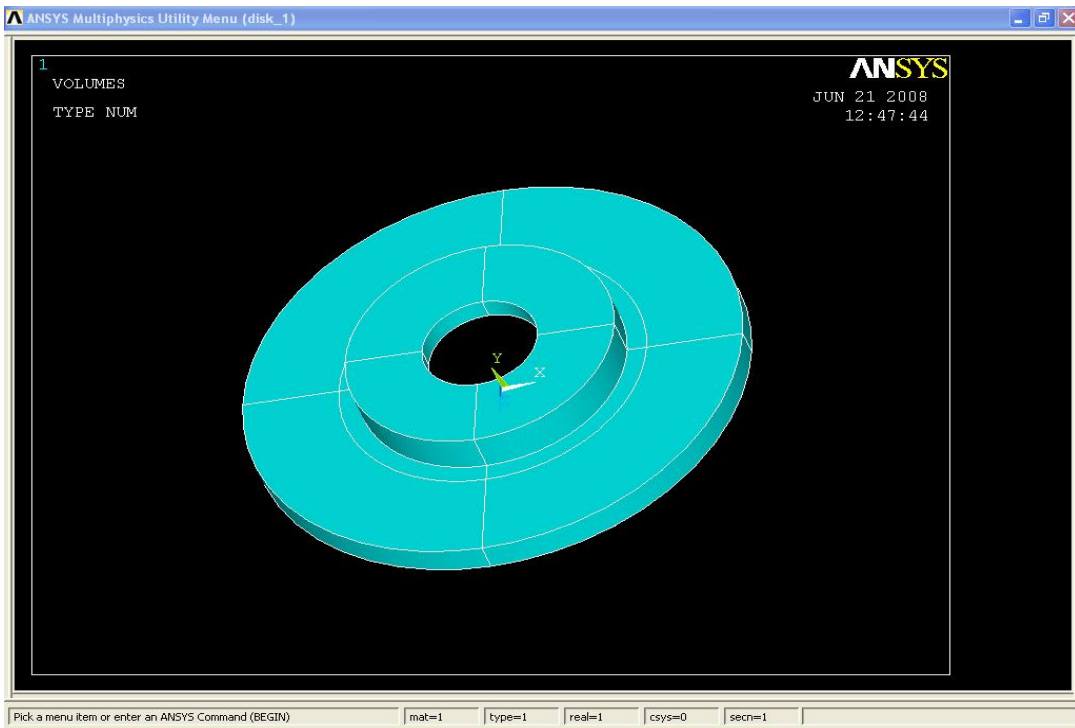 ANSYS Multiphysics Utility Menu (disk_1)
1
VOLUMES
TYPE NUM
ANSYS
JUN 21 2008
12:47:44
Y
X
Pick a menu item or enter an ANSYS Command (BEGIN)
mat=1
type=1
real=1
csys=0
secn=1